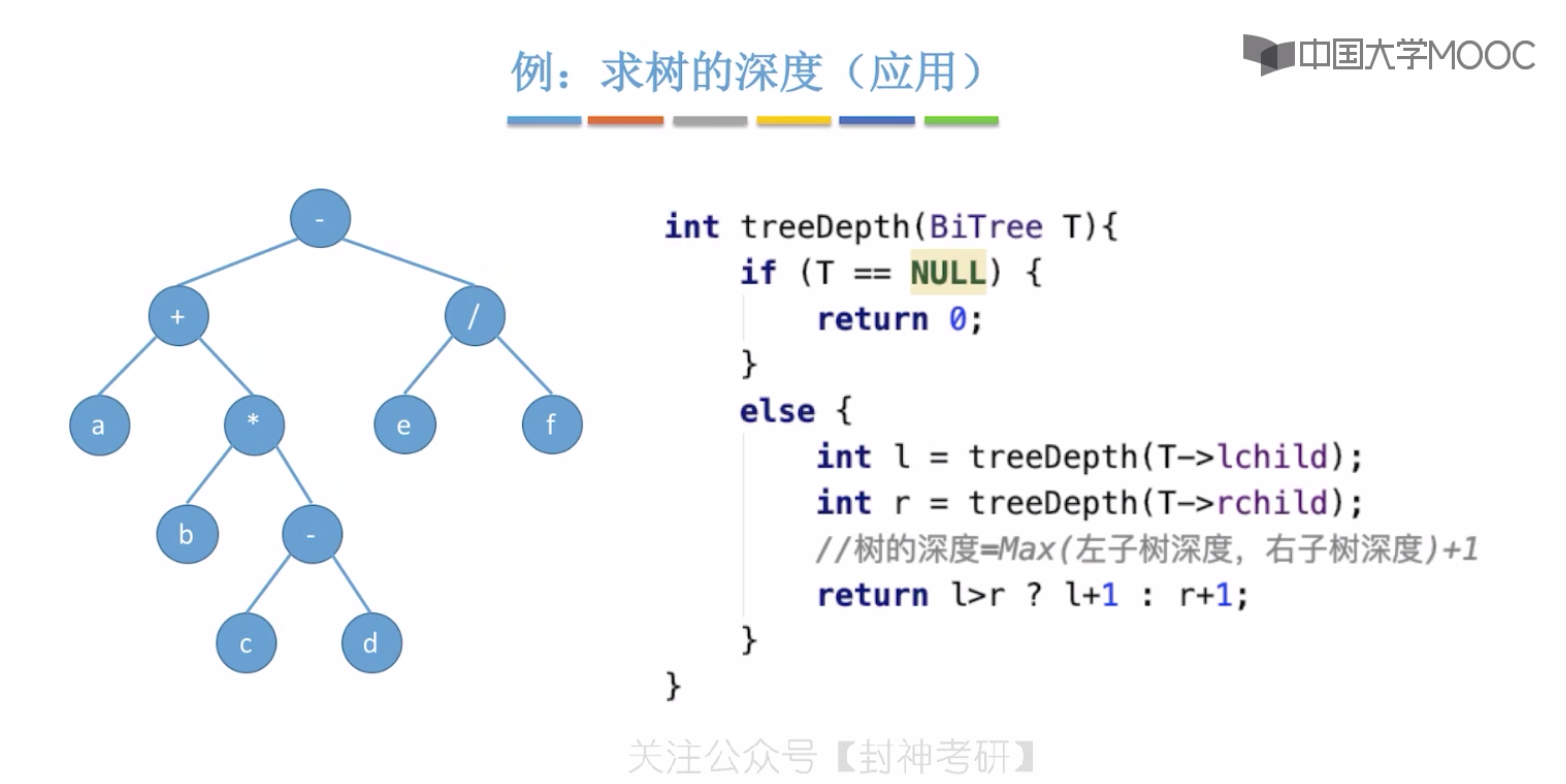 例：求树的深度（应用）
中国大学MOOC
-
+
/
a
*
e
f
b
-
c
d
int treeDepth(BiTree T){
if (T == NULL) {
return 0;
}
else {
int l = treeDepth(T->lchild);
int r = treeDepth(T->rchild);
//树的深度=Max(左子树深度，右子树深度)+1
return l>r ? l+1 : r+1;
}
}
关注公众号【封神考研】